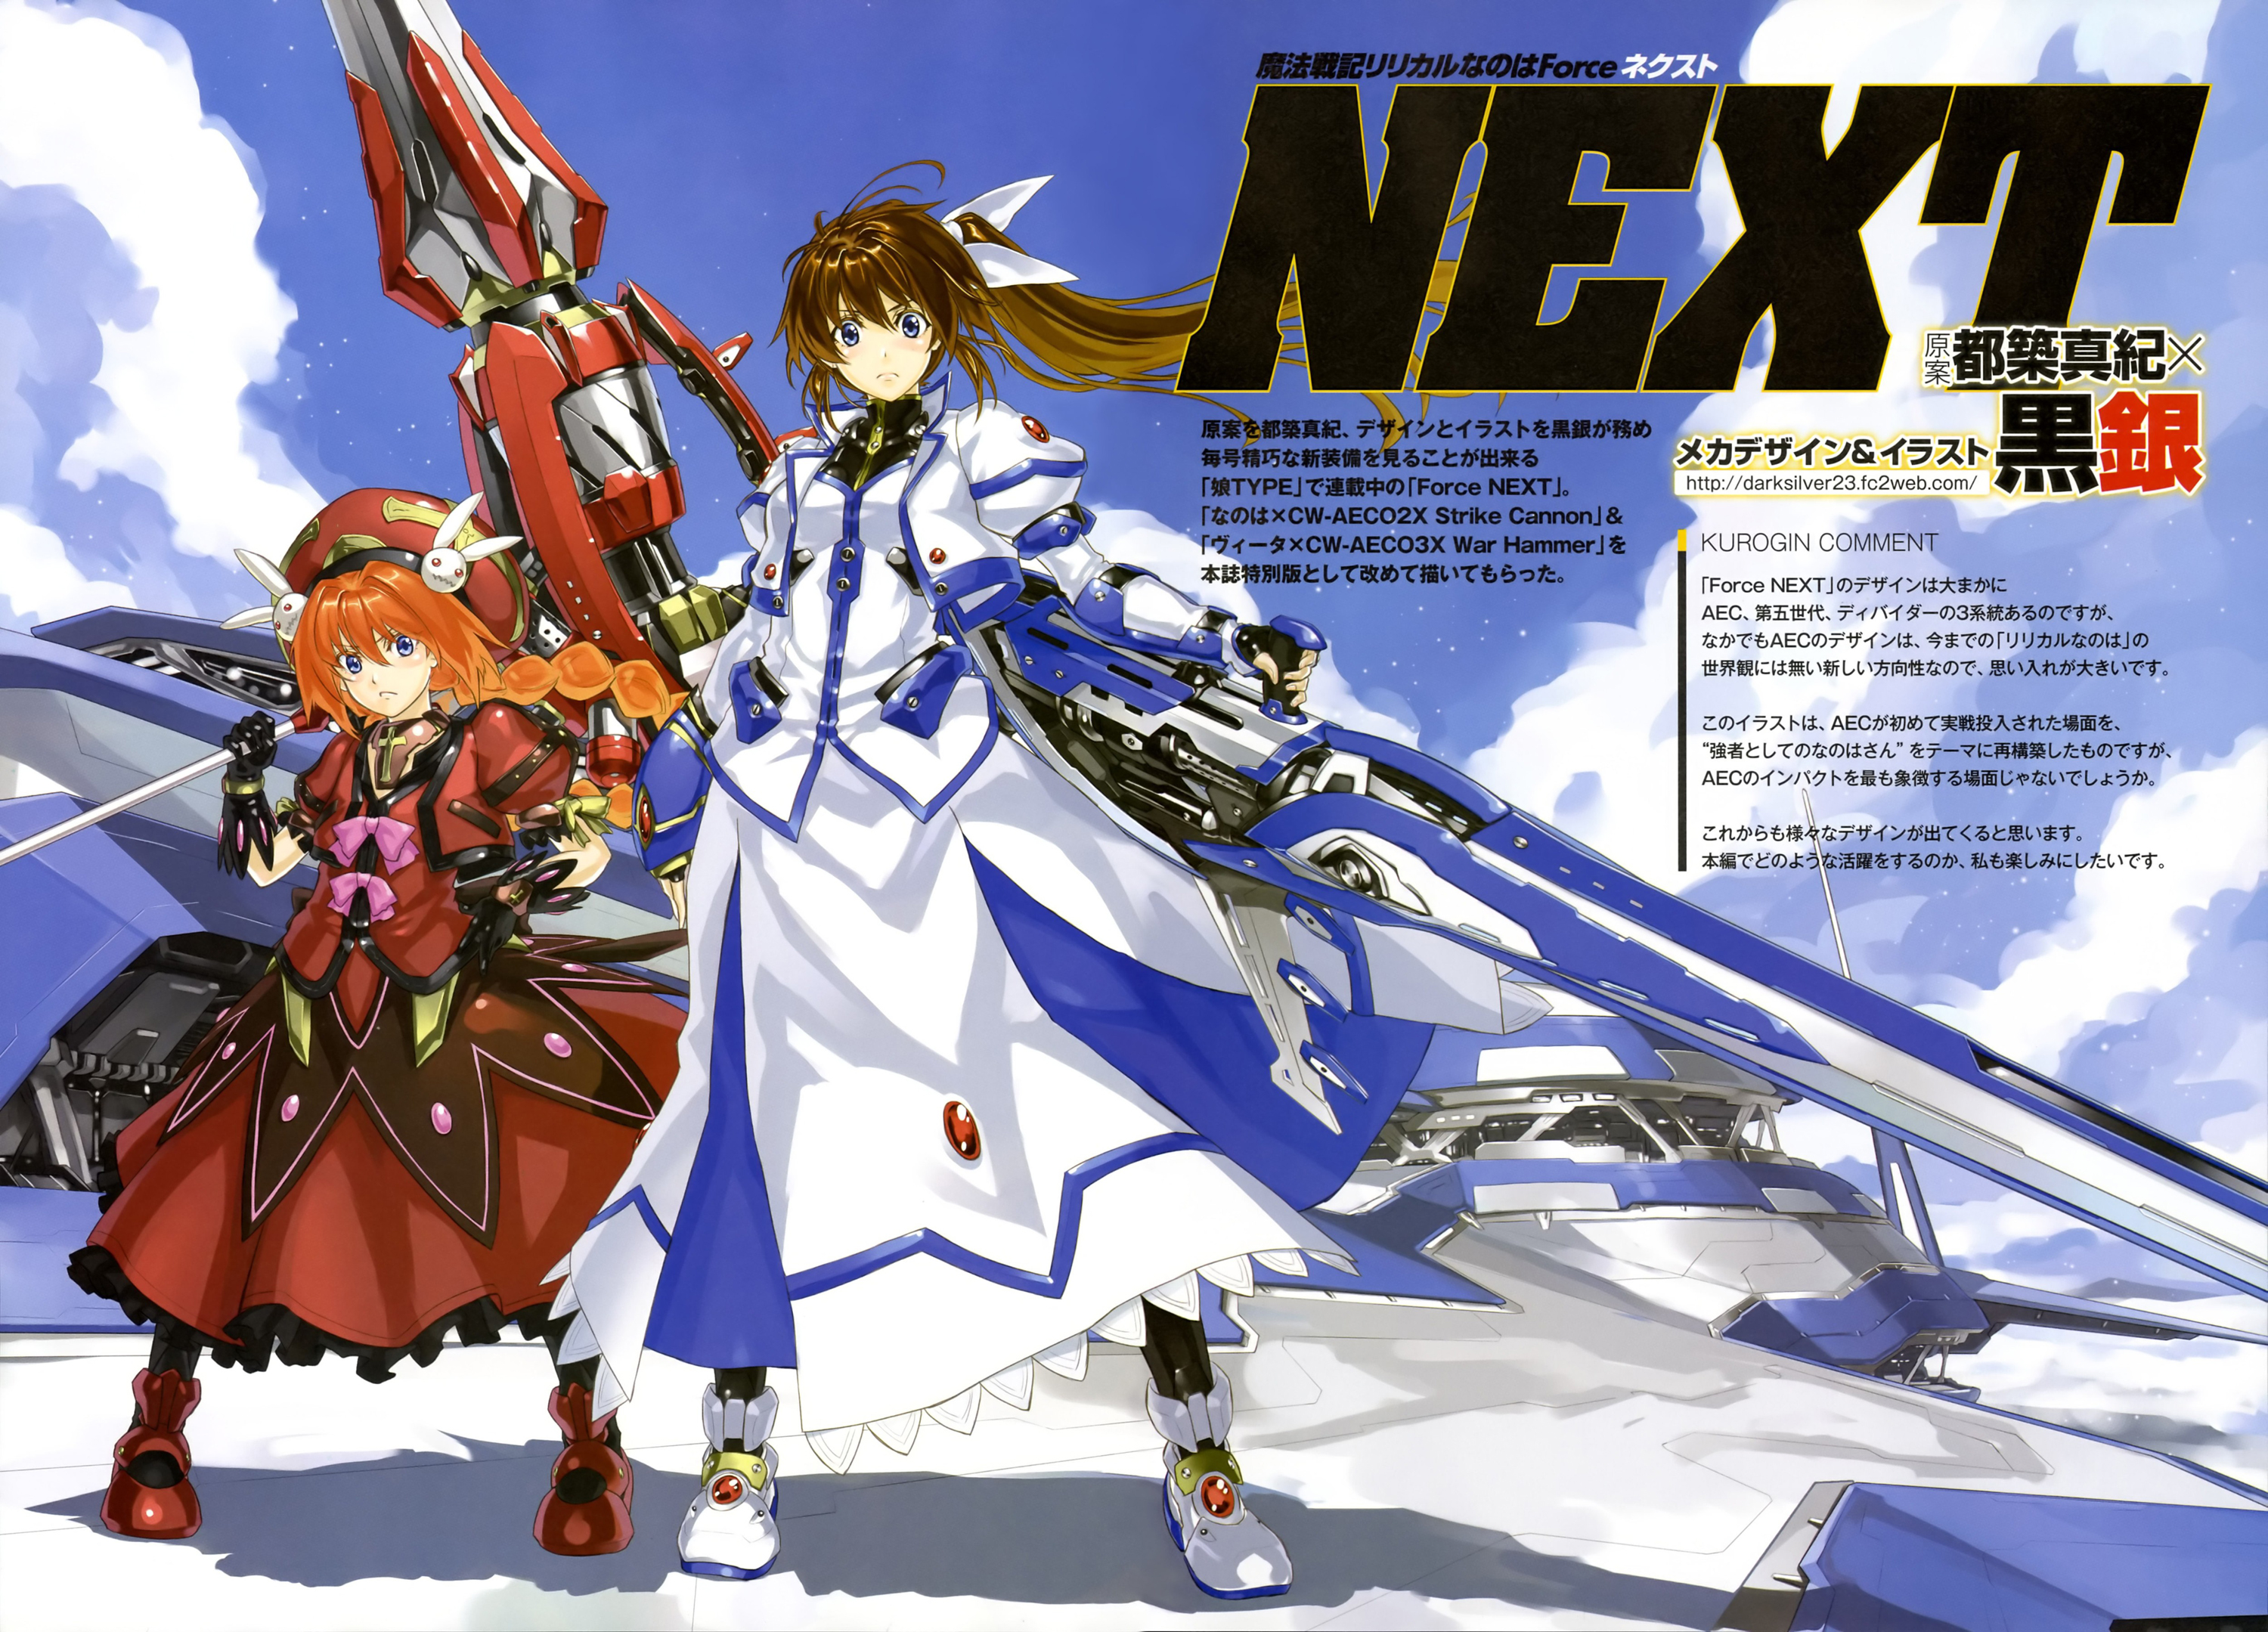 魔法戦記リリカルなのはForce ネクスト
NEXT
原案 都築真紀×
メカデザイン&イラスト 黒銀
http://darksilver23.fc2web.com/
原案を都築真紀、デザインとイラストを黒銀が務め
毎号精巧な新装備を見ることが出来る
「娘TYPE」で連載中の「Force NEXT」。
「なのは×CW-AEC02X Strike Cannon」&
「ヴィータ×CW-AEC03X War Hammer」を
本誌特別版として改めて描いてもらった。
KUROGIN COMMENT
「Force NEXT」のデザインは大まかに
AEC、第五世代、ディバイダーの3系統あるのですが、
なかでもAECのデザインは、今までの「リリカルなのは」の
世界観には無い新しい方向性なので、思い入れが大きいです。
このイラストは、AECが初めて実戦投入された場面を、
“強者としてのなのはさん” をテーマに再構築したものですが、
AECのインパクトを最も象徴する場面じゃないでしょうか。
これからも様々なデザインが出てくると思います。
本編でどのような活躍をするのか、私も楽しみにしたいです。